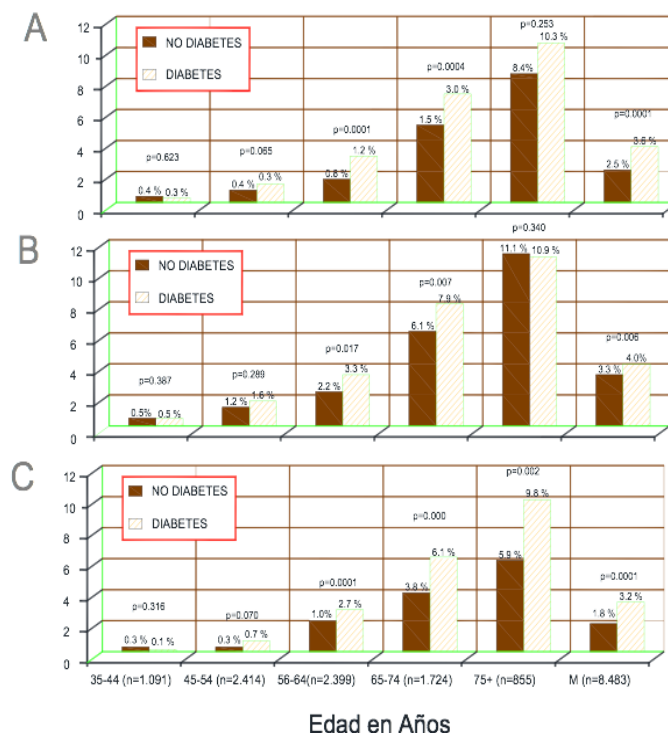 A
NO DIABETES
DIABETES
12
10
8
6
4
2
0
p=0.623
p=0.065
p=0.0001
p=0.0004
p=0.253
p=0.0001
0.4 % 0.3 %
0.4 % 0.3 %
0.8 % 1.2 %
1.5 % 3.0 %
8.4% 10.3 %
2.5 % 3.6 %
B
NO DIABETES
DIABETES
12
10
8
6
4
2
0
p=0.387
p=0.289
p=0.017
p=0.007
p=0.340
p=0.006
0.5% 0.5 %
1.2 % 1.6 %
2.2 % 3.3 %
6.1 % 7.9 %
11.1 % 10.9 %
3.3 % 4.0%
C
NO DIABETES
DIABETES
12
10
8
6
4
2
0
p=0.316
p=0.070
p=0.0001
p=0.000
p=0.002
p=0.0001
0.3 % 0.1 %
0.3 % 0.7 %
1.0% 2.7 %
3.8 % 6.1 %
5.9 % 9.8 %
1.8 % 3.2 %
35-44 (n=1.091) 45-54 (n=2.414) 56-64(n=2.399) 65-74 (n=1.724) 75+ (n=855) M (n=8.483)
Edad en Años